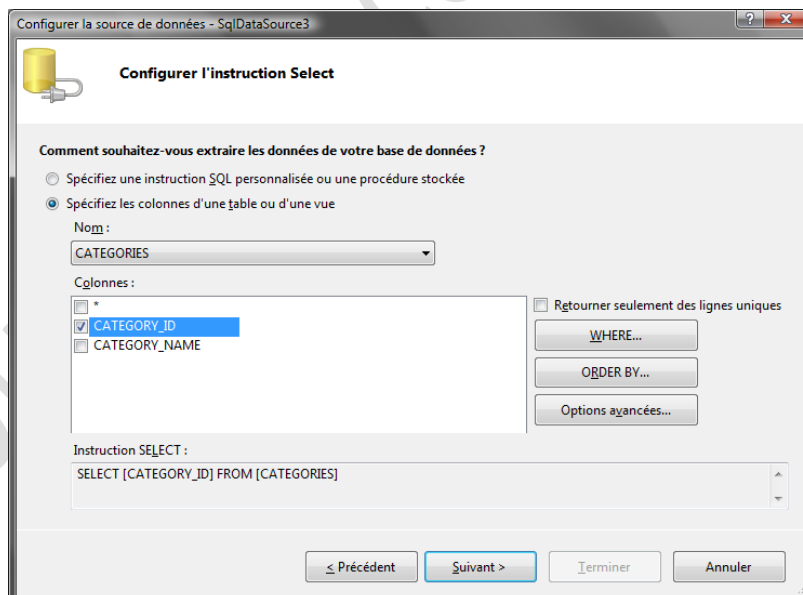 Configurer la source de données - SqlDataSource3
Configurer l'instruction Select
Comment souhaitez-vous extraire les données de votre base de données ?
Spécifiez une instruction SQL personnalisée ou une procédure stockée
Spécifiez les colonnes d'une table ou d'une vue
Nom :
CATEGORIES
Colonnes :
*
CATEGORY_ID
CATEGORY_NAME
Retourner seulement des lignes uniques
WHERE...
ORDER BY...
Options avancées...
Instruction SELECT :
SELECT [CATEGORY_ID] FROM [CATEGORIES]
< Précédent
Suivant >
Terminer
Annuler